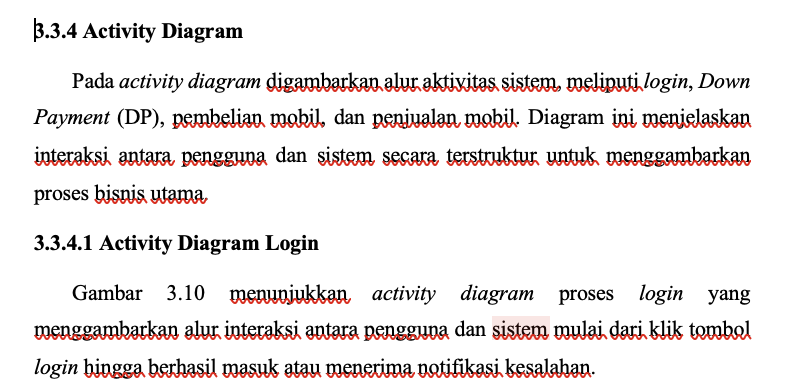 3.3.4 Activity Diagram
Pada activity diagram digambarkan alur aktivitas sistem, meliputi login, Down
Payment (DP), pembelian mobil, dan penjualan mobil. Diagram ini menjelaskan
interaksi antara pengguna dan sistem secara terstruktur untuk menggambarkan
proses bisnis utama.
3.3.4.1 Activity Diagram Login
Gambar 3.10 menunjukkan activity diagram proses login yang
menggambarkan alur interaksi antara pengguna dan sistem mulai dari klik tombol
login hingga berhasil masuk atau menerima notifikasi kesalahan.